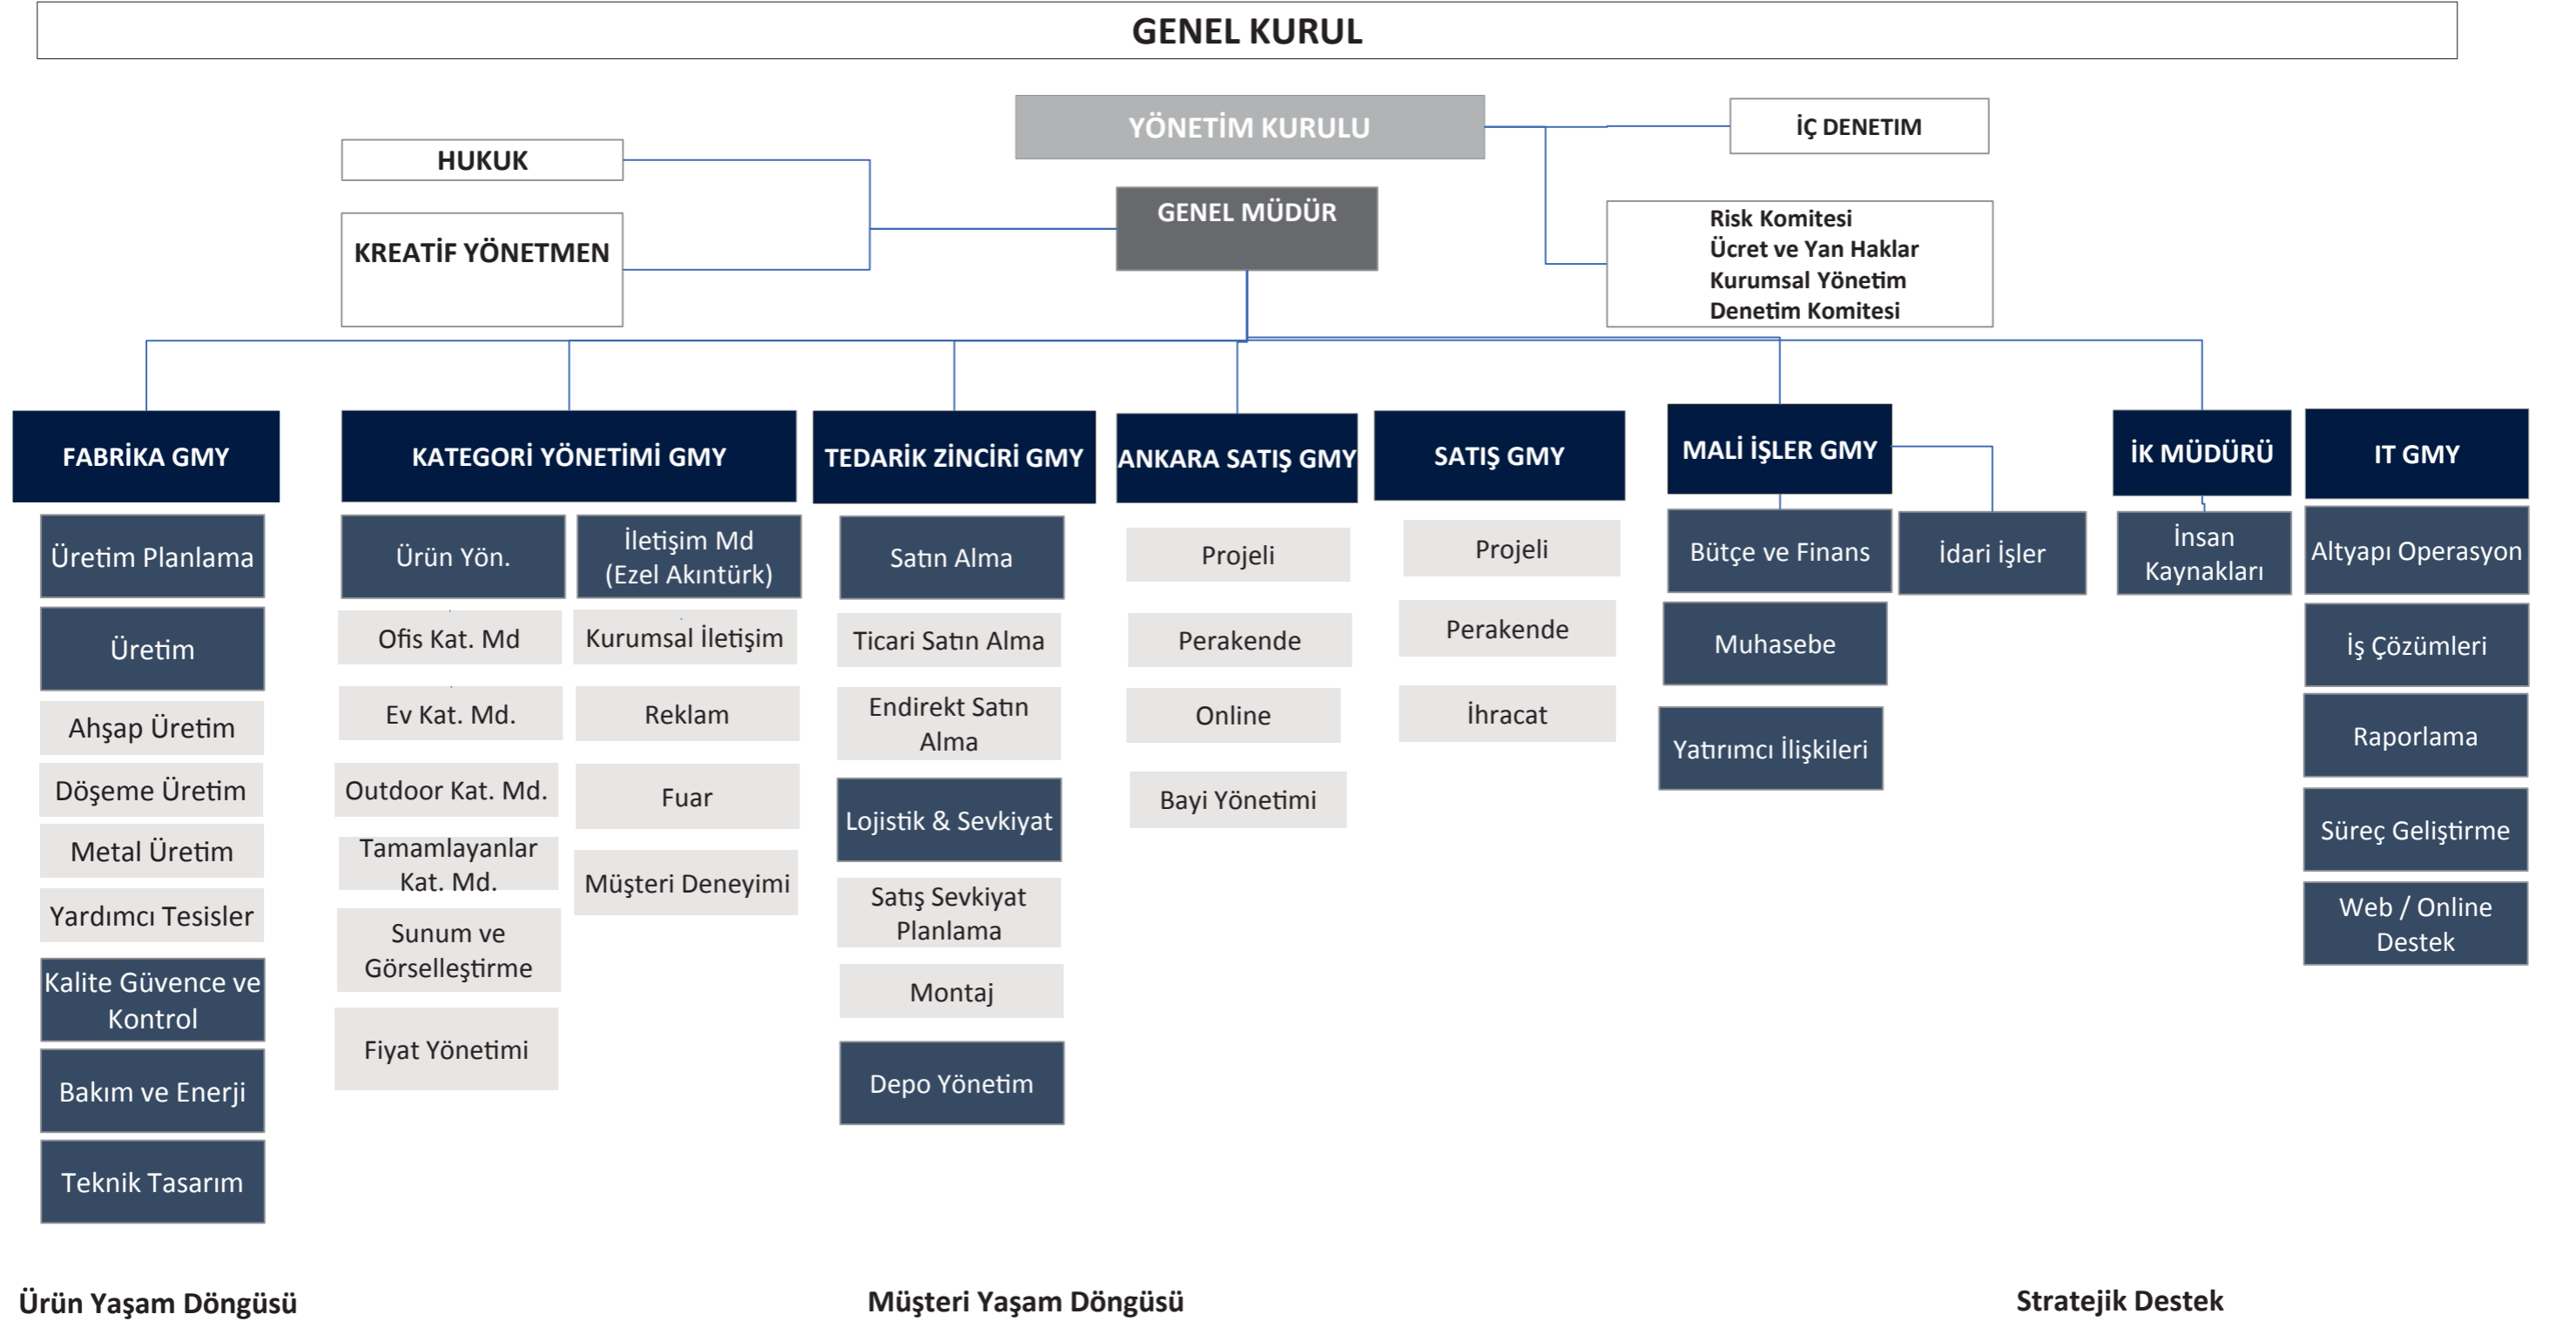 GENEL KURUL
YÖNETİM KURULU
İÇ DENETIM
HUKUK
GENEL MÜDÜR
KREATİF YÖNETMEN
Risk Komitesi
Ücret ve Yan Haklar
Kurumsal Yönetim
Denetim Komitesi
FABRİKA GMY
Üretim Planlama
Üretim
Ahşap Üretim
Döşeme Üretim
Metal Üretim
Yardımcı Tesisler
Kalite Güvence ve
Kontrol
Bakım ve Enerji
Teknik Tasarım
KATEGORİ YÖNETİMİ GMY
Ürün Yön.
Ofis Kat. Md
Ev Kat. Md.
Outdoor Kat. Md.
Tamamlayanlar
Kat. Md.
Sunum ve
Görselleştirme
Fiyat Yönetimi
İletişim Md
(Ezel Akıntürk)
Kurumsal İletişim
Reklam
Fuar
Müşteri Deneyimi
TEDARİK ZİNCİRİ GMY
Satın Alma
Ticari Satın Alma
Endirekt Satın
Alma
Lojistik & Sevkiyat
Satış Sevkiyat
Planlama
Montaj
Depo Yönetim
ANKARA SATIŞ GMY
Projeli
Perakende
Online
Bayi Yönetimi
SATIŞ GMY
Projeli
Perakende
İhracat
MALİ İŞLER GMY
Bütçe ve Finans
Muhasebe
Yatırımcı İlişkileri
İdari İşler
İK MÜDÜRÜ
İnsan
Kaynakları
IT GMY
Altyapı Operasyon
İş Çözümleri
Raporlama
Süreç Geliştirme
Web / Online
Destek
Ürün Yaşam Döngüsü
Müşteri Yaşam Döngüsü
Stratejik Destek